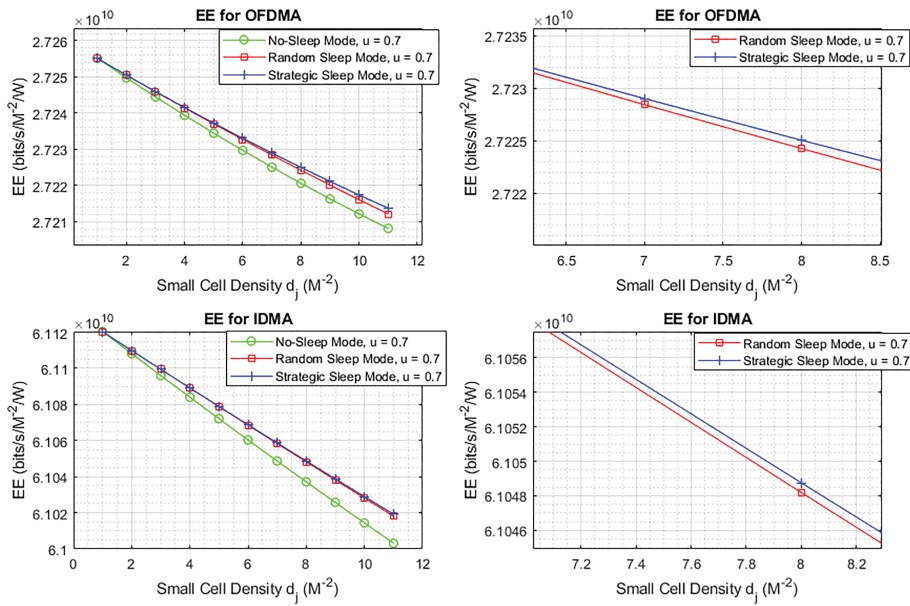 EE for OFDMA
× 10^10
EE (bits/s/M^-2/W)
2.726
2.725
2.724
2.723
2.722
2.721
2 4 6 8 10 12
Small Cell Density d_j (M^-2)
No-Sleep Mode, u = 0.7
Random Sleep Mode, u = 0.7
Strategic Sleep Mode, u = 0.7
EE for OFDMA
× 10^10
EE (bits/s/M^-2/W)
2.7235
2.723
2.7225
2.722
6.5 7 7.5 8 8.5
Small Cell Density d_j (M^-2)
Random Sleep Mode, u = 0.7
Strategic Sleep Mode, u = 0.7
EE for IDMA
× 10^10
EE (bits/s/M^-2/W)
6.112
6.11
6.108
6.106
6.104
6.102
6.1
0 2 4 6 8 10 12
Small Cell Density d_j (M^-2)
No-Sleep Mode, u = 0.7
Random Sleep Mode, u = 0.7
Strategic Sleep Mode, u = 0.7
EE for IDMA
× 10^10
EE (bits/s/M^-2/W)
6.1056
6.1054
6.1052
6.105
6.1048
6.1046
7.2 7.4 7.6 7.8 8 8.2
Small Cell Density d_j (M^-2)
Random Sleep Mode, u = 0.7
Strategic Sleep Mode, u = 0.7